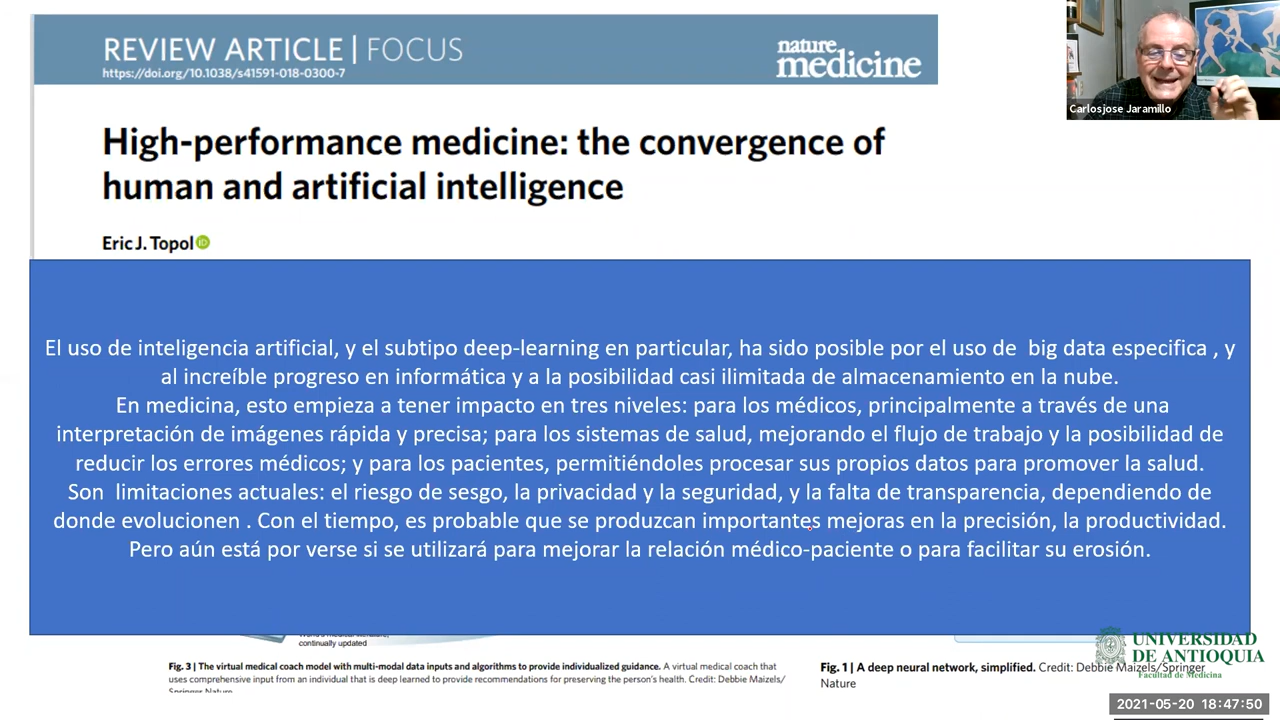 REVIEW ARTICLE | FOCUS
https://doi.org/10.1038/s41591-018-0300-7
nature
medicine
Carlosjose Jaramillo
High-performance medicine: the convergence of
human and artificial intelligence
Eric J. Topol
El uso de inteligencia artificial, y el subtipo deep-learning en particular, ha sido posible por el uso de big data especifica , y
al increíble progreso en informática y a la posibilidad casi ilimitada de almacenamiento en la nube.
En medicina, esto empieza a tener impacto en tres niveles: para los médicos, principalmente a través de una
interpretación de imágenes rápida y precisa; para los sistemas de salud, mejorando el flujo de trabajo y la posibilidad de
reducir los errores médicos; y para los pacientes, permitiéndoles procesar sus propios datos para promover la salud.
Son limitaciones actuales: el riesgo de sesgo, la privacidad y la seguridad, y la falta de transparencia, dependiendo de
donde evolucionen . Con el tiempo, es probable que se produzcan importantes mejoras en la precisión, la productividad.
Pero aún está por verse si se utilizará para mejorar la relación médico-paciente o para facilitar su erosión.
continually updated
Fig. 3 | The virtual medical coach model with multi-modal data inputs and algorithms to provide individualized guidance. A virtual medical coach that
uses comprehensive input from an individual that is deep learned to provide recommendations for preserving the person's health. Credit: Debbie Maizels/
Springer Nature
Fig. 1 | A deep neural network, simplified. Credit: Debbie Maizels/Springer
Nature
UNIVERSIDAD
DE ANTIOQUIA
Facultad de Medicina
2021-05-20 18:47:50